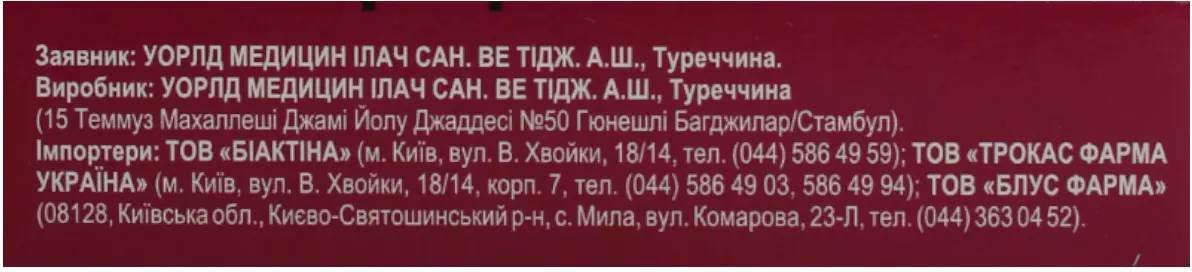 Заявник: УОРЛД МЕДИЦИН ІЛАЧ САН. ВЕ ТІДЖ. А.Ш., Туреччина.
Виробник: УОРЛД МЕДИЦИН ІЛАЧ САН. ВЕ ТІДЖ. А.Ш., Туреччина
(15 Теммуз Махаллеші Джамі Йолу Джаддесі №50 Гюнешлі Багджилар/Стамбул).
Імпортери: ТОВ «БІАКТІНА» (м. Київ, вул. В. Хвойки, 18/14, тел. (044) 586 49 59); ТОВ «ТРОКАС ФАРМА
УКРАЇНА» (м. Київ, вул. В. Хвойки, 18/14, корп. 7, тел. (044) 586 49 03, 586 49 94); ТОВ «БЛУС ФАРМА»
(08128, Київська обл., Києво-Святошинський р-н, с. Мила, вул. Комарова, 23-Л, тел. (044) 363 04 52).